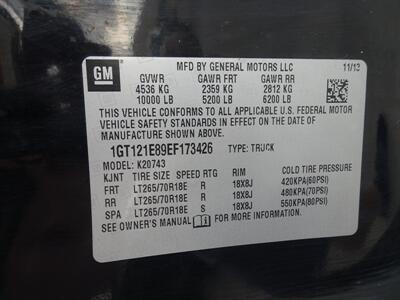 GM
MFD BY GENERAL MOTORS LLC 11/13
GVWR GAWR FRT GAWR RR
4536 KG 2359 KG 2812 KG
10000 LB 5200 LB 6200 LB
THIS VEHICLE CONFORMS TO ALL APPLICABLE U.S. FEDERAL MOTOR
VEHICLE SAFETY STANDARDS IN EFFECT ON THE DATE OF
MANUFACTURE SHOWN ABOVE.
1GT121E89EF173426 TYPE: TRUCK
MODEL: K20743
KJNT TIRE SIZE SPEED RTG RIM COLD TIRE PRESSURE
FRT LT265/70R18E R 18X8J 420KPA(60PSI)
RR LT265/70R18E R 18X8J 480KPA(70PSI)
SPA LT265/70R18E S 18X8J 550KPA(80PSI)
SEE OWNER'S MANUAL FOR MORE INFORMATION.